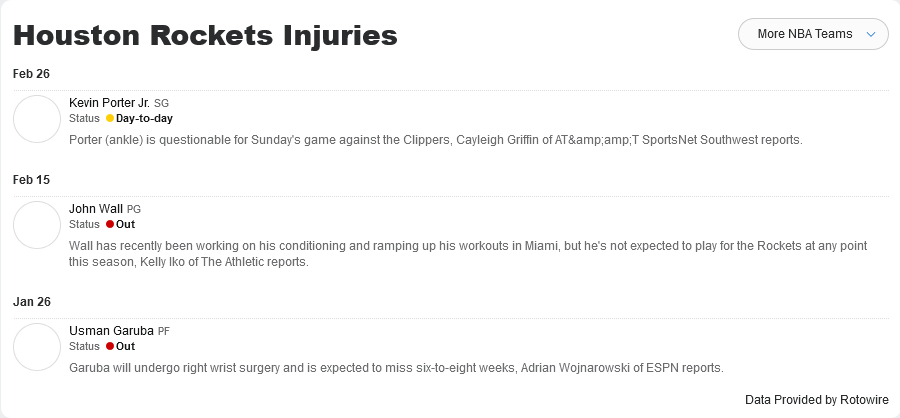 Houston Rockets Injuries
More NBA Teams
Feb 26
Kevin Porter Jr. SG
Status Day-to-day
Porter (ankle) is questionable for Sunday's game against the Clippers, Cayleigh Griffin of AT&amp;amp;T SportsNet Southwest reports.
Feb 15
John Wall PG
Status Out
Wall has recently been working on his conditioning and ramping up his workouts in Miami, but he's not expected to play for the Rockets at any point
this season, Kelly Iko of The Athletic reports.
Jan 26
Usman Garuba PF
Status Out
Garuba will undergo right wrist surgery and is expected to miss six-to-eight weeks, Adrian Wojnarowski of ESPN reports.
Data Provided by Rotowire